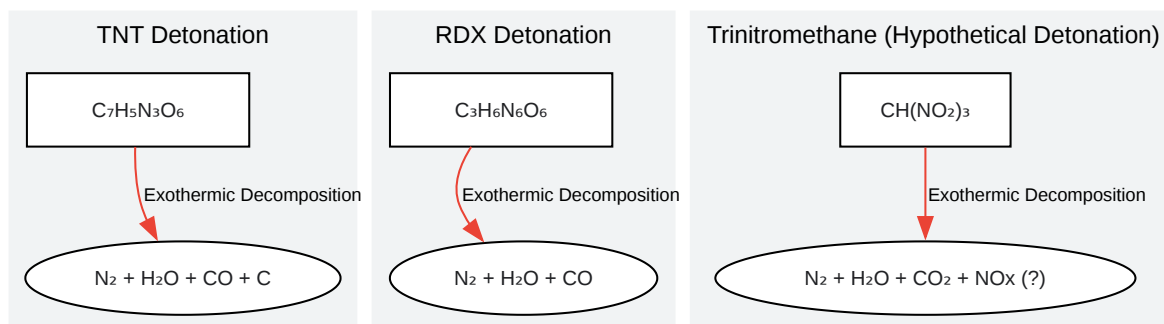 TNT Detonation
C₇H₅N₃O₆
Exothermic Decomposition
N₂ + H₂O + CO + C
RDX Detonation
C₃H₆N₆O₆
Exothermic Decomposition
N₂ + H₂O + CO
Trinitromethane (Hypothetical Detonation)
CH(NO₂)₃
Exothermic Decomposition
N₂ + H₂O + CO₂ + NOx (?)